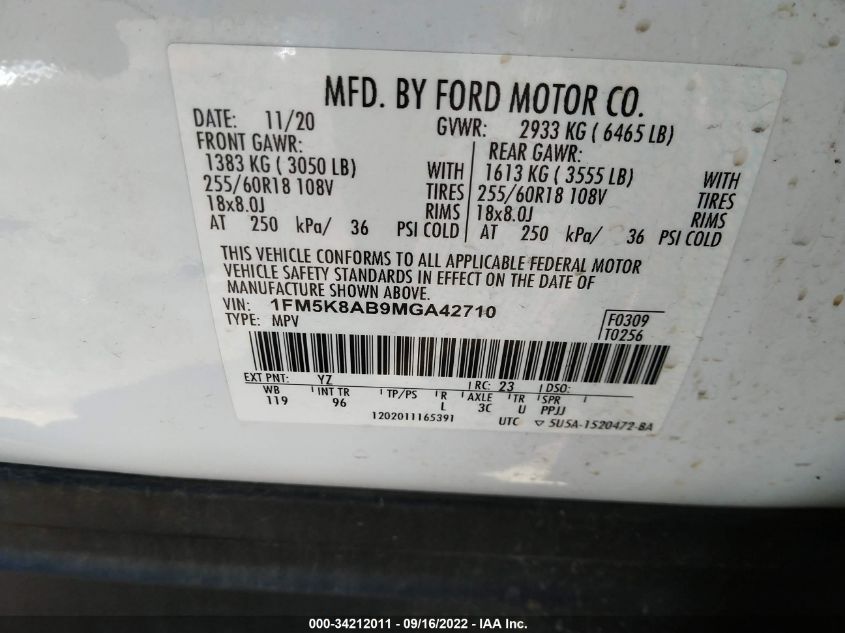 MFD. BY FORD MOTOR CO.
DATE: 11/20 GVWR: 2933 KG ( 6465 LB)
FRONT GAWR: REAR GAWR:
1383 KG ( 3050 LB) WITH 1613 KG ( 3555 LB) WITH
255/60R18 108V TIRES 255/60R18 108V TIRES
18x8.0J RIMS 18x8.0J RIMS
AT 250 kPa/ 36 PSI COLD AT 250 kPa/ 36 PSI COLD
THIS VEHICLE CONFORMS TO ALL APPLICABLE FEDERAL MOTOR
VEHICLE SAFETY STANDARDS IN EFFECT ON THE DATE OF
MANUFACTURE SHOWN ABOVE.
VIN: 1FM5K8AB9MGA42710 F0309
TYPE: MPV T0256
EXT PNT: YZ RC: 23 DSO:
WB INT TR TP/PS R AXLE TR SPR
119 96 L 3C U PPJJ
1202011165391 UTC ▽ 5U5A-1520472-BA
000-34212011 - 09/16/2022 - IAA Inc.